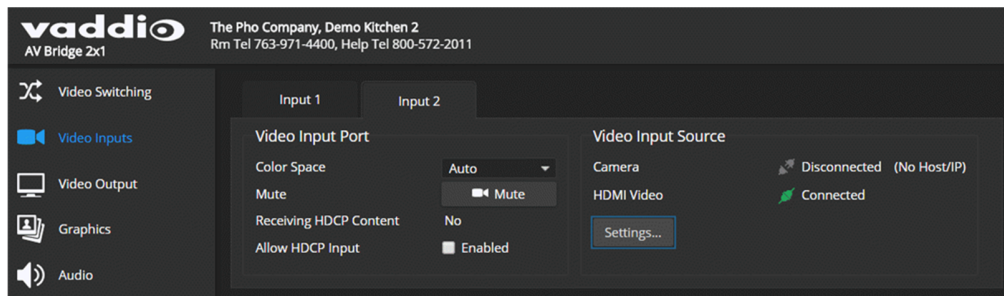 vaddio
AV Bridge 2x1
The Pho Company, Demo Kitchen 2
Rm Tel 763-971-4400, Help Tel 800-572-2011
Video Switching
Video Inputs
Video Output
Graphics
Audio
Input 1
Input 2
Video Input Port
Color Space Auto
Mute Mute
Receiving HDCP Content No
Allow HDCP Input Enabled
Video Input Source
Camera Disconnected (No Host/IP)
HDMI Video Connected
Settings...